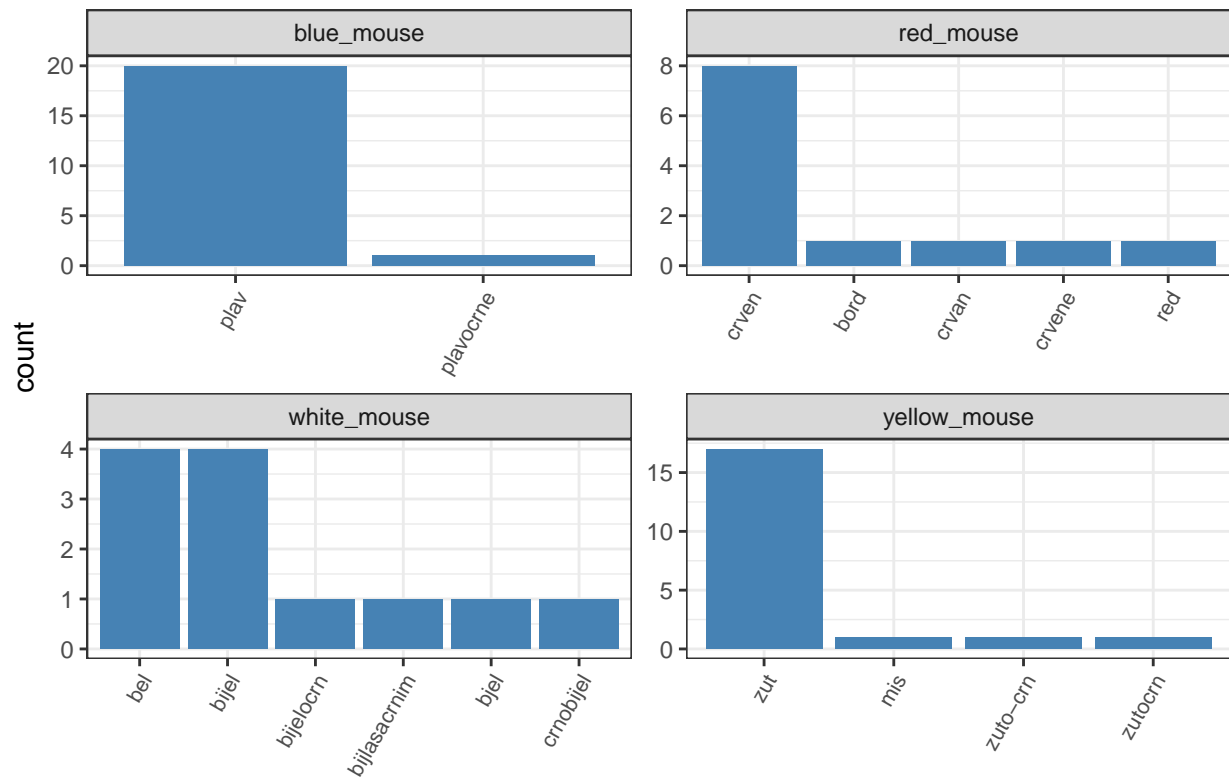 blue_mouse
red_mouse
20
15
10
5
0
8
6
4
2
0
plav
plavocrne
crven
bord
crvan
crvene
red
count
white_mouse
yellow_mouse
4
3
2
1
0
15
10
5
0
bel
bijel
bijelocrn
bijlasacrnim
bjel
crnobijel
zut
mis
zuto-crn
zutocrn